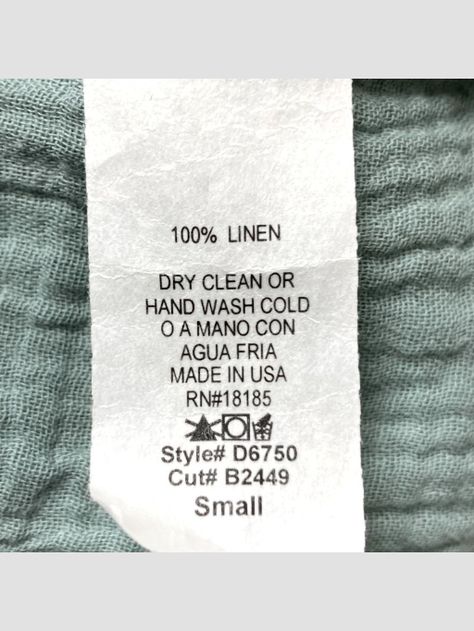 100% LINEN
DRY CLEAN OR
HAND WASH COLD
O A MANO CON
AGUA FRIA
MADE IN USA
RN#18185
Style# D6750
Cut# B2449
Small